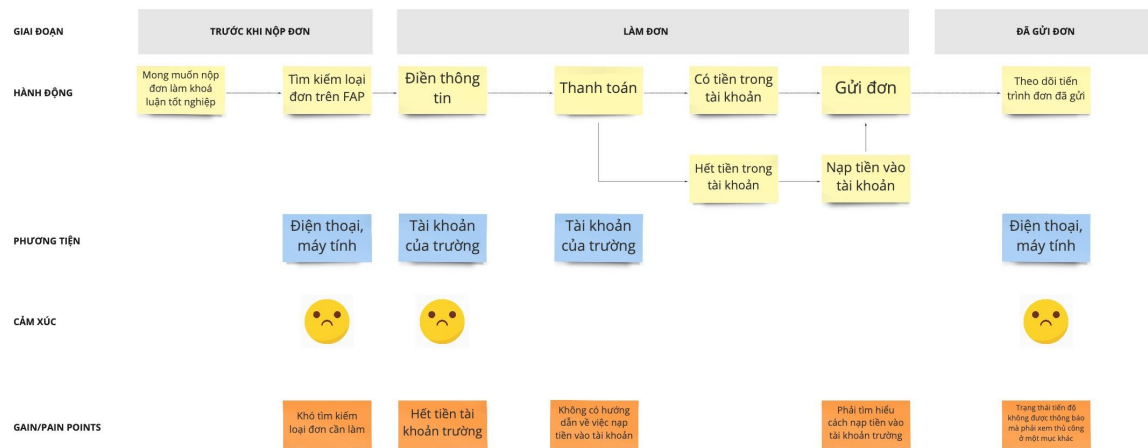 GIAI ĐOẠN
TRƯỚC KHI NỘP ĐƠN
LÀM ĐƠN
ĐÃ GỬI ĐƠN
HÀNH ĐỘNG
Mong muốn nộp
đơn làm khoá
luận tốt nghiệp
Tìm kiếm loại
đơn trên FAP
Điền thông
tin
Thanh toán
Có tiền trong
tài khoản
Gửi đơn
Theo dõi tiến
trình đơn đã gửi
Hết tiền trong
tài khoản
Nạp tiền vào
tài khoản
PHƯƠNG TIỆN
Điện thoại,
máy tính
Tài khoản
của trường
Tài khoản
của trường
Điện thoại,
máy tính
CẢM XÚC
GAIN/PAIN POINTS
Khó tìm kiếm
loại đơn cần làm
Hết tiền tài
khoản trường
Không có hướng
dẫn về việc nạp
tiền vào tài khoản
Phải tìm hiểu
cách nạp tiền vào
tài khoản trường
Trạng thái tiến độ
không được thông báo
mà phải xem thủ công
ở một mục khác